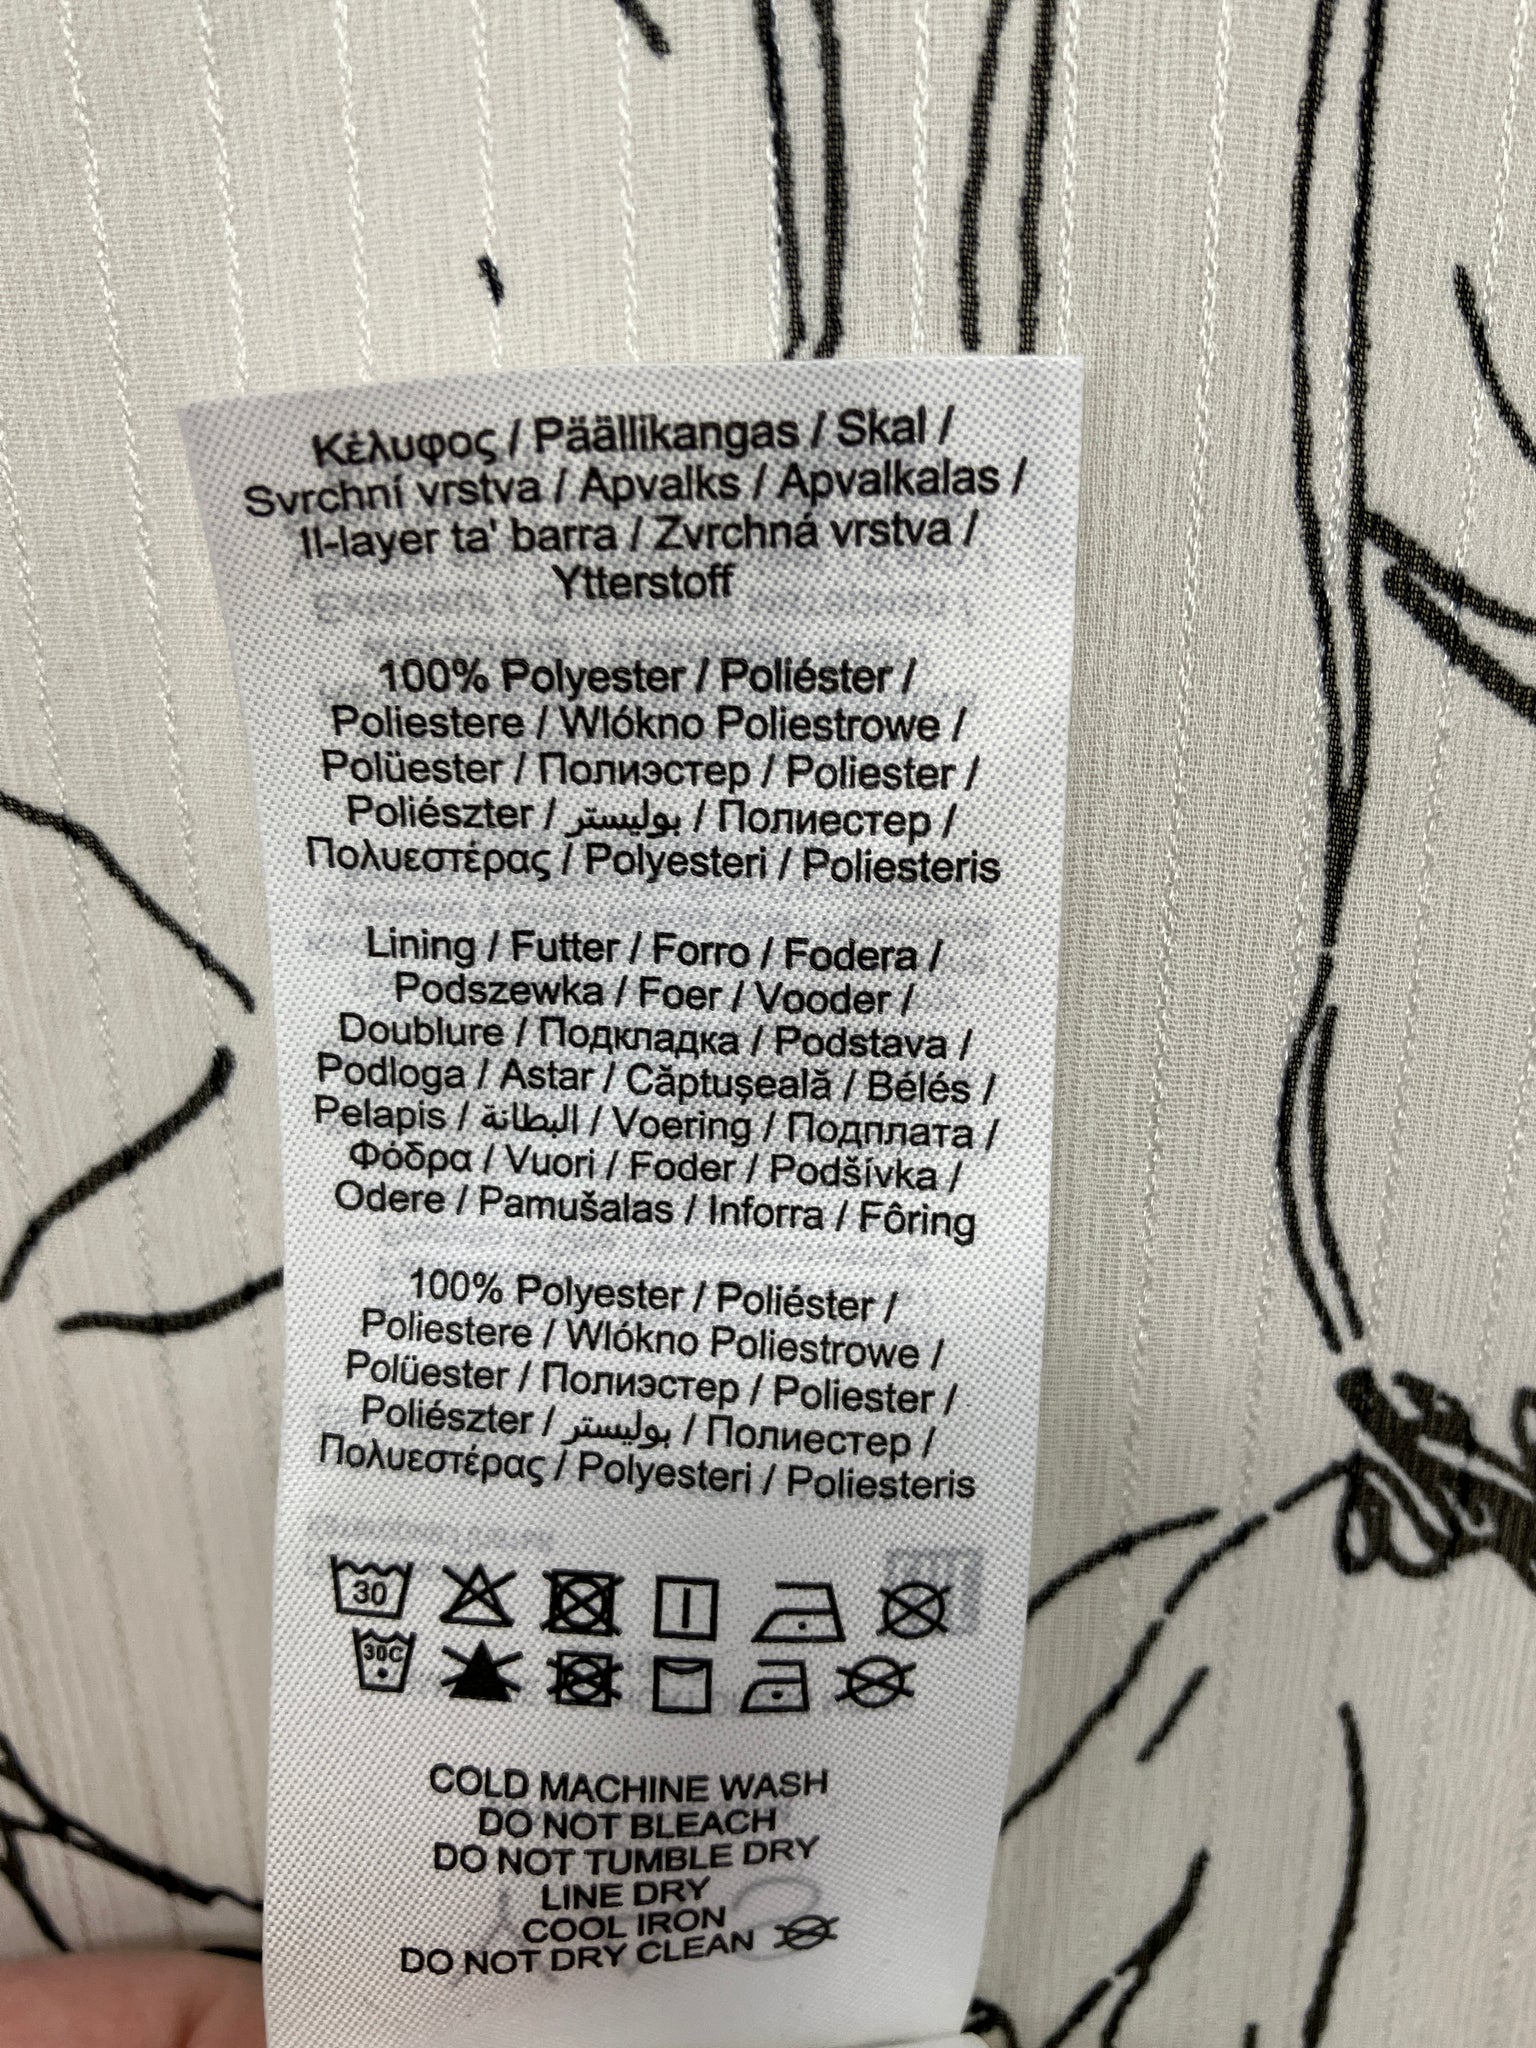 Κέλυφος / Päällikangas / Skal /
Svrchní vrstva / Apvalks / Apvalkalas /
Il-layer ta' barra / Zvrchná vrstva /
Ytterstoff
100% Polyester / Poliéster /
Poliestere / Wlókno Poliestrowe /
Polüester / Полиэстер / Poliester /
Poliészter / بوليستر / Полиестер /
Πολυεστέρας / Polyesteri / Poliesteris
Lining / Futter / Forro / Fodera /
Podszewka / Foer / Vooder /
Doublure / Подкладка / Podstava /
Podloga / Astar / Căptușeală / Bélés /
Pelapis / البطانة / Voering / Подплата /
Φόδρα / Vuori / Foder / Podšívka /
Odere / Pamušalas / Inforra / Fôring
100% Polyester / Poliéster /
Poliestere / Wlókno Poliestrowe /
Polüester / Полиэстер / Poliester /
Poliészter / بوليستر / Полиестер /
Πολυεστέρας / Polyesteri / Poliesteris
30
30C
COLD MACHINE WASH
DO NOT BLEACH
DO NOT TUMBLE DRY
LINE DRY
COOL IRON
DO NOT DRY CLEAN